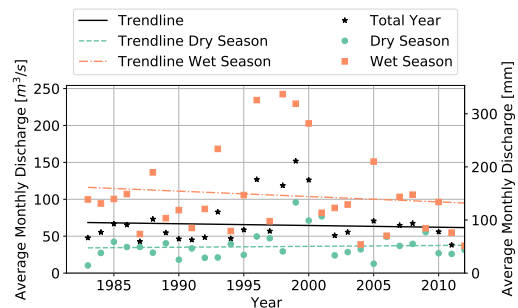 Trendline
Trendline Dry Season
Trendline Wet Season
Total Year
Dry Season
Wet Season
Average Monthly Discharge [m³/s]
250
200
150
100
50
0
300
200
100
0
Average Monthly Discharge [mm]
1985 1990 1995 2000 2005 2010
Year